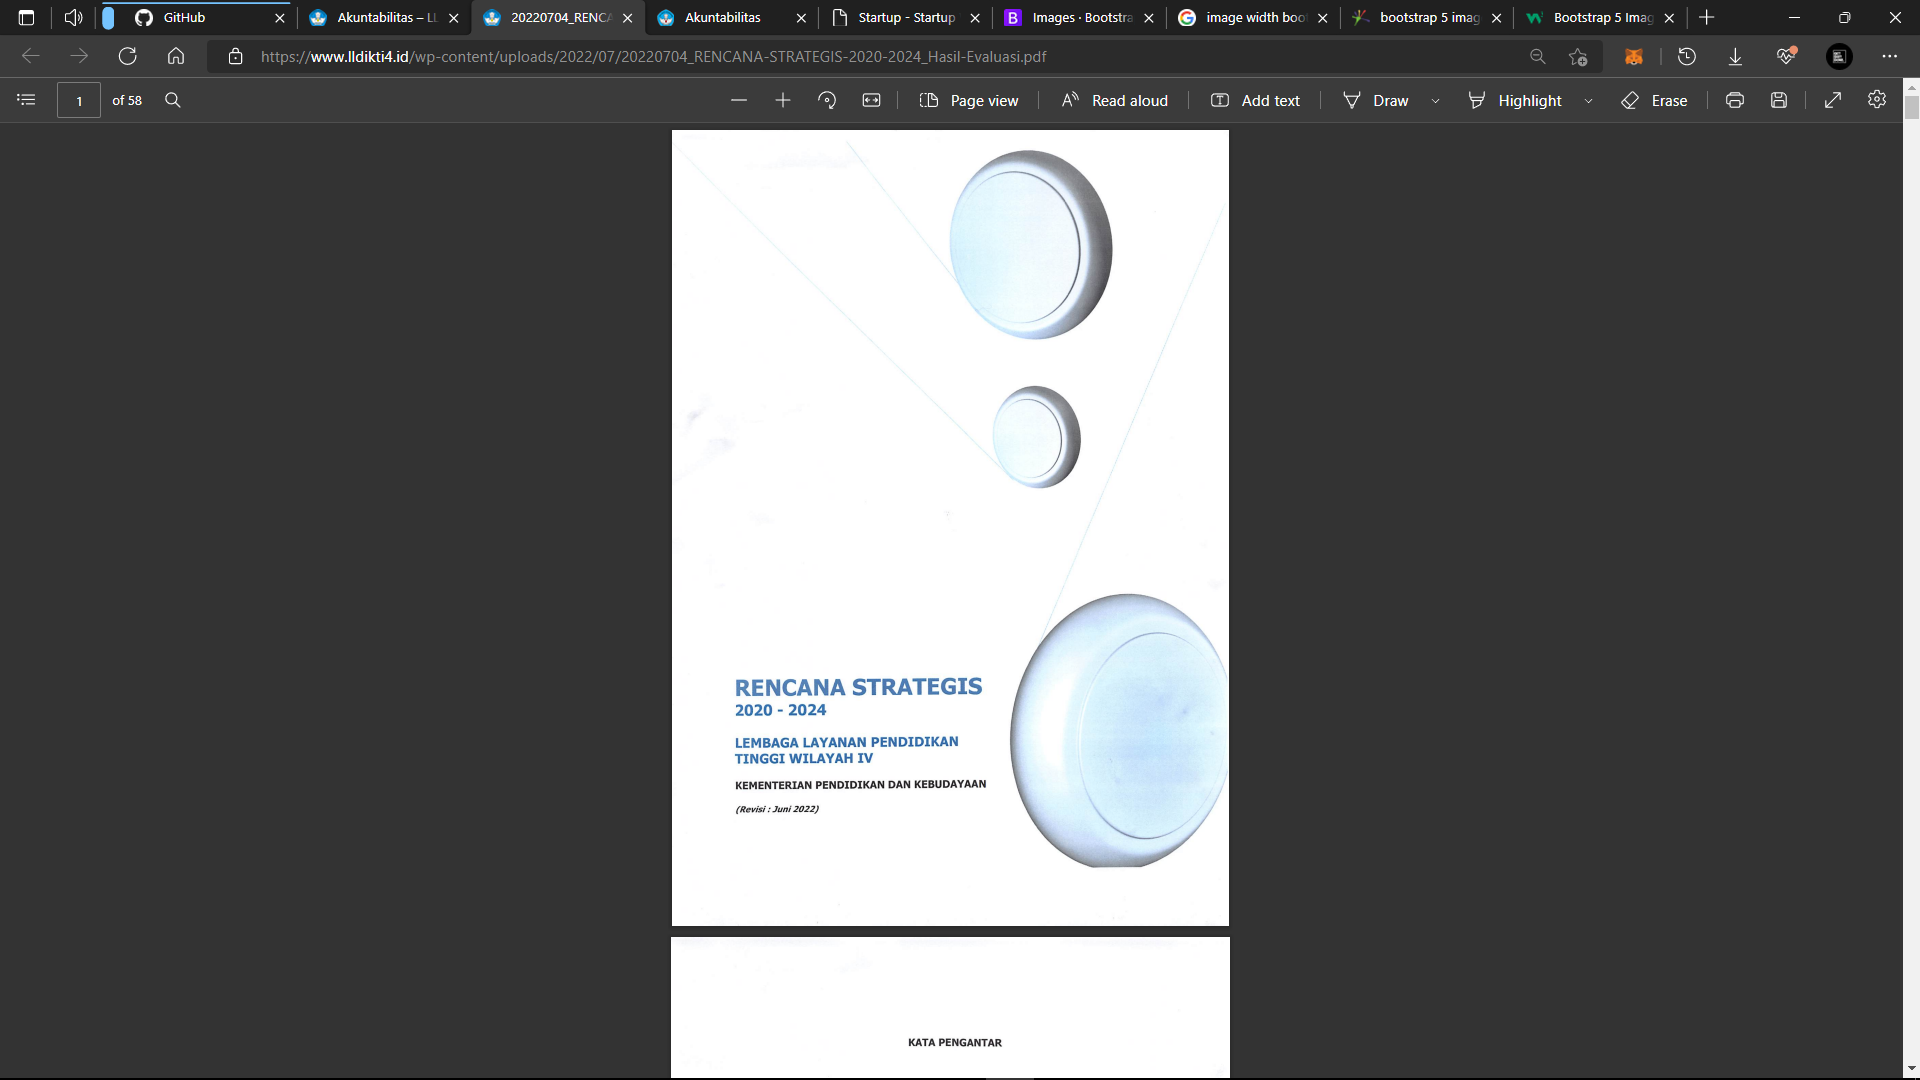 GitHub
Akuntabilitas – LL
20220704_RENCA
Akuntabilitas
Startup - Startup
Images · Bootstra
image width boot
bootstrap 5 imag
Bootstrap 5 Imag
https://www.lldikti4.id/wp-content/uploads/2022/07/20220704_RENCANA-STRATEGIS-2020-2024_Hasil-Evaluasi.pdf
1 of 58
Page view
Read aloud
Add text
Draw
Highlight
Erase
RENCANA STRATEGIS
2020 - 2024
LEMBAGA LAYANAN PENDIDIKAN
TINGGI WILAYAH IV
KEMENTERIAN PENDIDIKAN DAN KEBUDAYAAN
(Revisi : Juni 2022)
KATA PENGANTAR